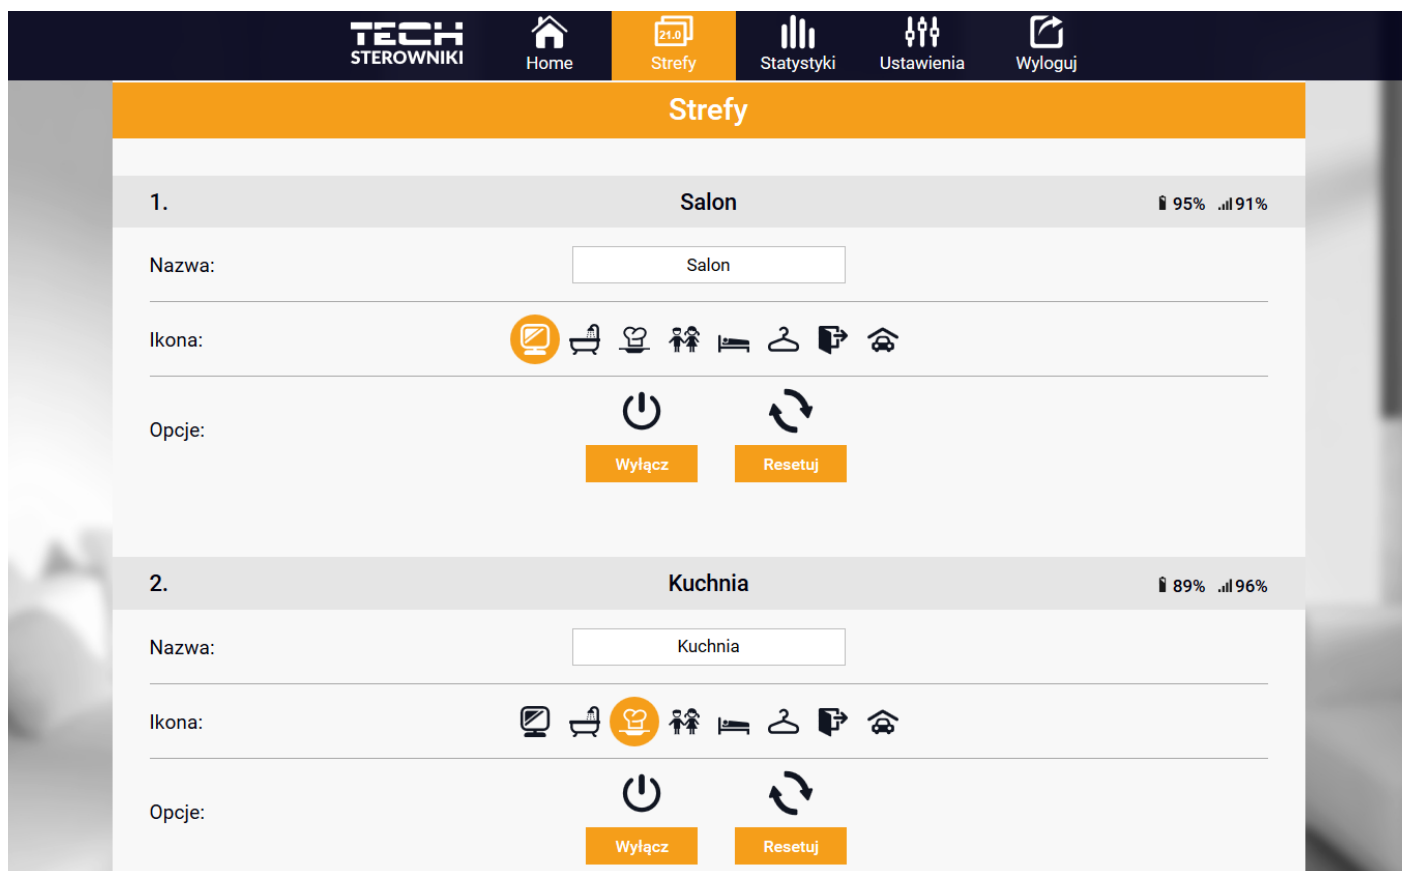 TECH
STEROWNIKI
Home
21.0
Strefy
Statystyki
Ustawienia
Wyloguj
Strefy
1.
Salon
95%
91%
Nazwa:
Salon
Ikona:
Opcje:
Wyłącz
Resetuj
2.
Kuchnia
89%
96%
Nazwa:
Kuchnia
Ikona:
Opcje:
Wyłącz
Resetuj